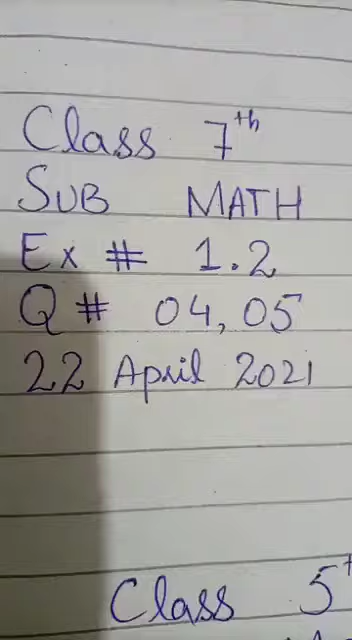 Class 7th
SUB MATH
Ex # 1.2
Q # 04, 05
22 April 2021
Class 5